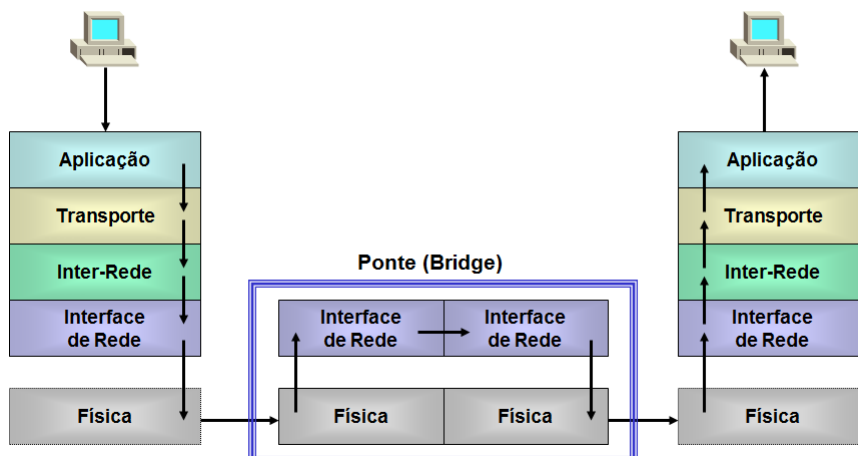 Aplicação
Transporte
Inter-Rede
Interface
de Rede
Física
Ponte (Bridge)
Interface
de Rede
Interface
de Rede
Física
Física
Aplicação
Transporte
Inter-Rede
Interface
de Rede
Física